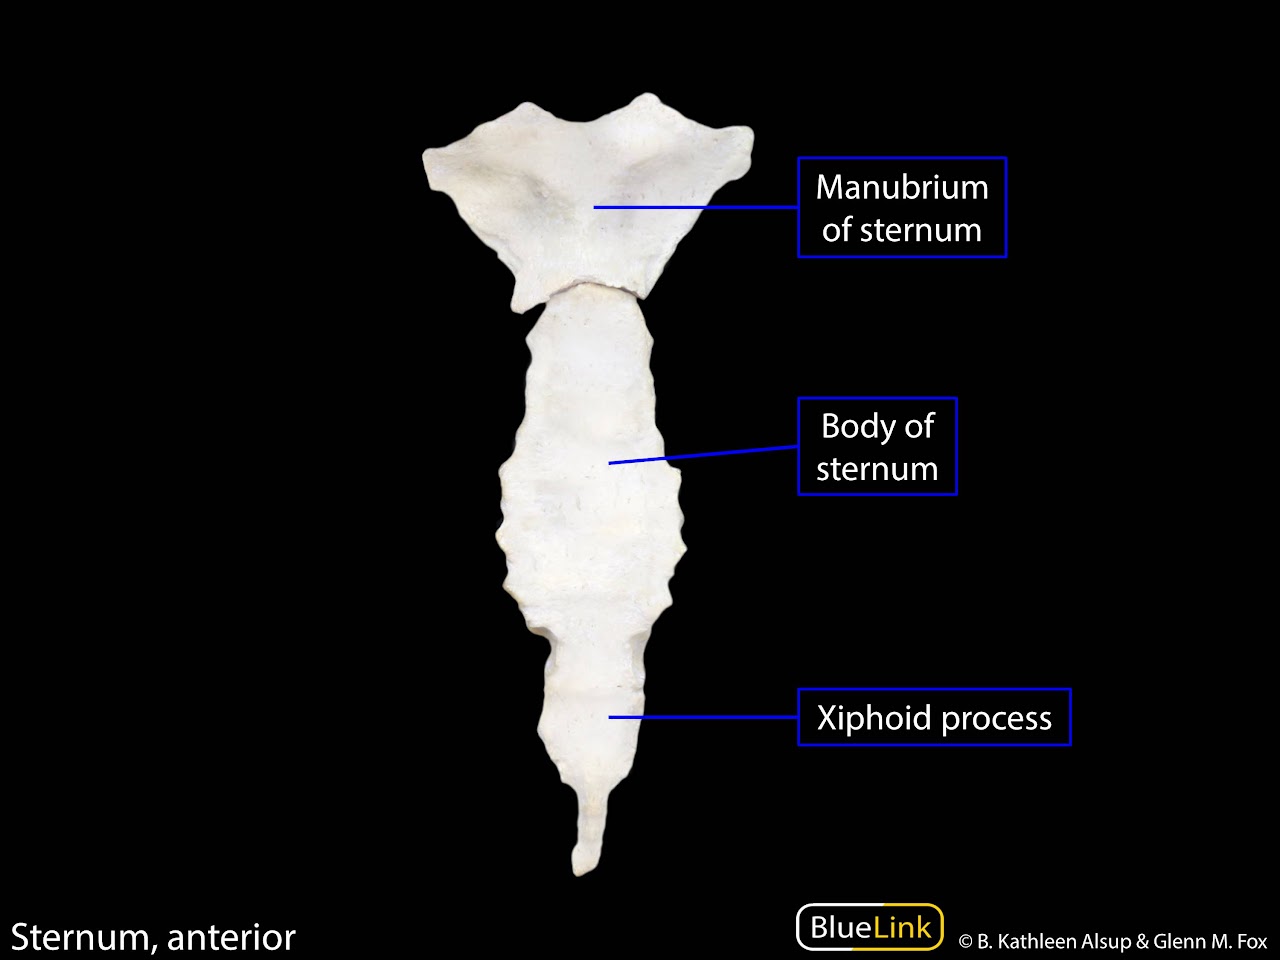 Manubrium
of sternum
Body of
sternum
Xiphoid process
Sternum, anterior
BlueLink
© B. Kathleen Alsup & Glenn M. Fox